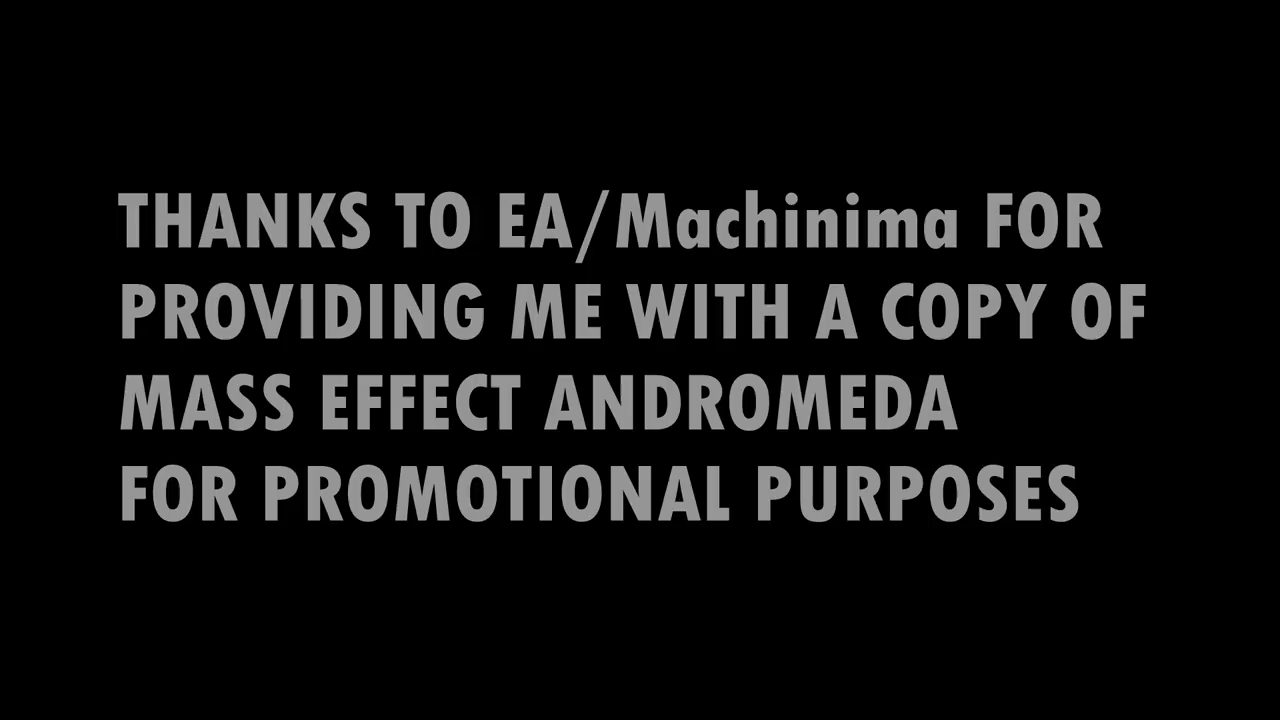 THANKS TO EA/Machinima FOR
PROVIDING ME WITH A COPY OF
MASS EFFECT ANDROMEDA
FOR PROMOTIONAL PURPOSES